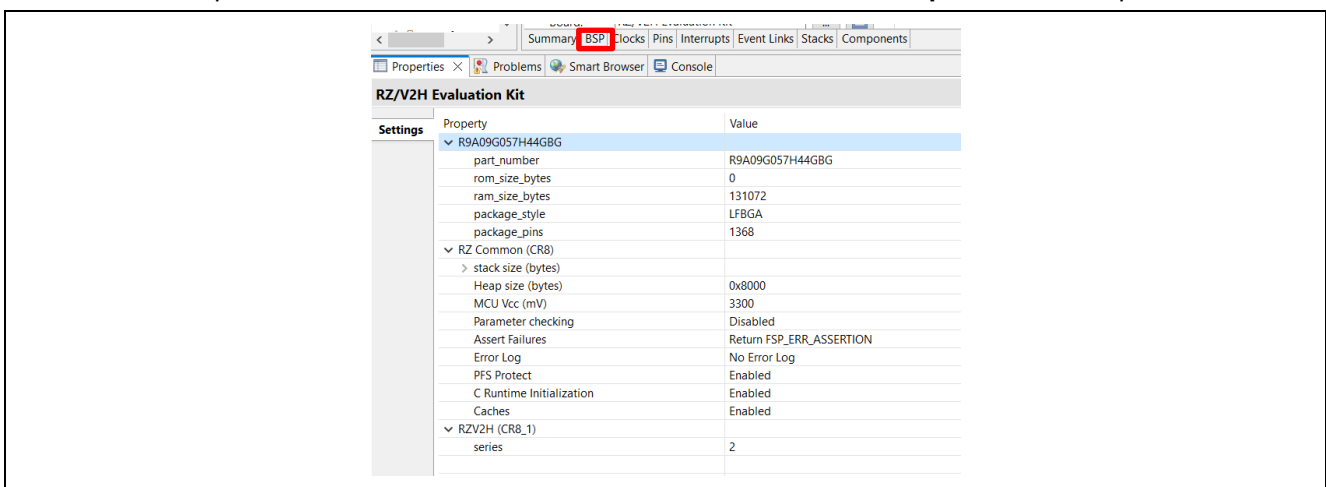 < > Summary BSP Clocks Pins Interrupts Event Links Stacks Components
Properties Problems Smart Browser Console
RZ/V2H Evaluation Kit
Settings Property Value
R9A09G057H44GBG
part_number R9A09G057H44GBG
rom_size_bytes 0
ram_size_bytes 131072
package_style LFBGA
package_pins 1368
RZ Common (CR8)
> stack size (bytes)
Heap size (bytes) 0x8000
MCU Vcc (mV) 3300
Parameter checking Disabled
Assert Failures Return FSP_ERR_ASSERTION
Error Log No Error Log
PFS Protect Enabled
C Runtime Initialization Enabled
Caches Enabled
RZV2H (CR8_1)
series 2